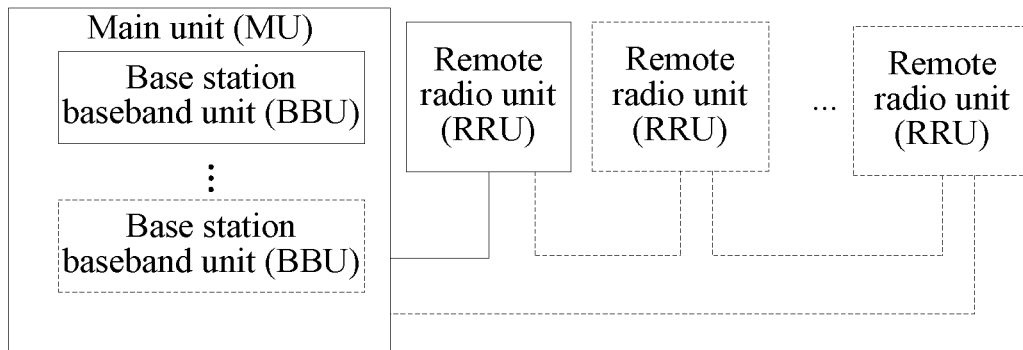 Main unit (MU)
Base station
baseband unit (BBU)
⋮
Base station
baseband unit (BBU)
Remote
radio unit
(RRU)
Remote
radio unit
(RRU)
...
Remote
radio unit
(RRU)